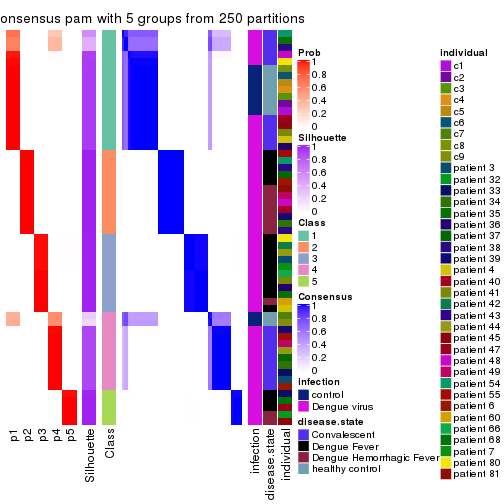 onsensus pam with 5 groups from 250 partitions
p1
p2
p3
p4
p5
Silhouette
Class
infection
disease.state
individual
Prob
1
0.8
0.6
0.4
0.2
0
Silhouette
1
0.8
0.6
0.4
0.2
0
Class
1
2
3
4
5
Consensus
1
0.8
0.6
0.4
0.2
0
infection
control
Dengue virus
disease.state
Convalescent
Dengue Fever
Dengue Hemorrhagic Fever
healthy control
individual
c1
c2
c3
c4
c5
c6
c7
c8
c9
patient 3
patient 32
patient 33
patient 34
patient 35
patient 36
patient 37
patient 38
patient 39
patient 4
patient 40
patient 41
patient 42
patient 43
patient 44
patient 45
patient 47
patient 48
patient 49
patient 54
patient 55
patient 6
patient 60
patient 66
patient 68
patient 7
patient 80
patient 81